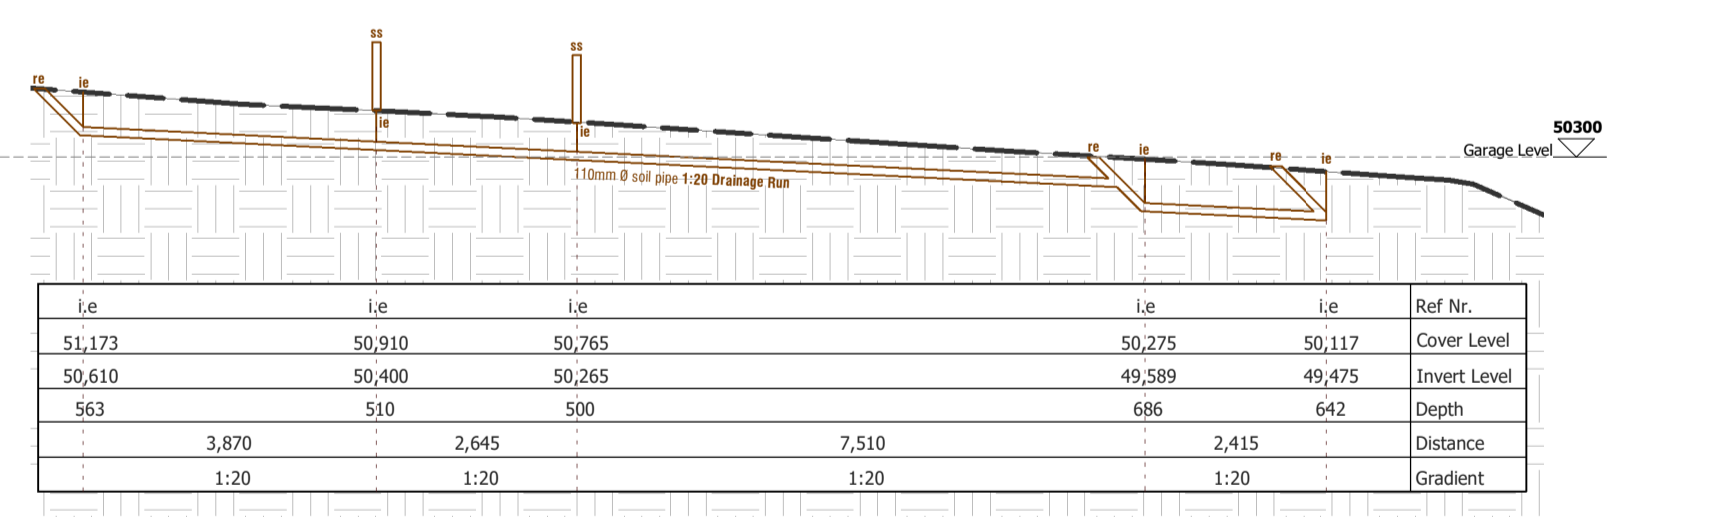 ss
ss
re ie
ie
ie
re ie
re ie
50300
Garage Level
110mm Ø soil pipe 1:20 Drainage Run
i.e i.e i.e i.e i.e Ref Nr.
51,173 50,910 50,765 50,275 50,117 Cover Level
50,610 50,400 50,265 49,589 49,475 Invert Level
563 510 500 686 642 Depth
3,870 2,645 7,510 2,415 Distance
1:20 1:20 1:20 1:20 Gradient